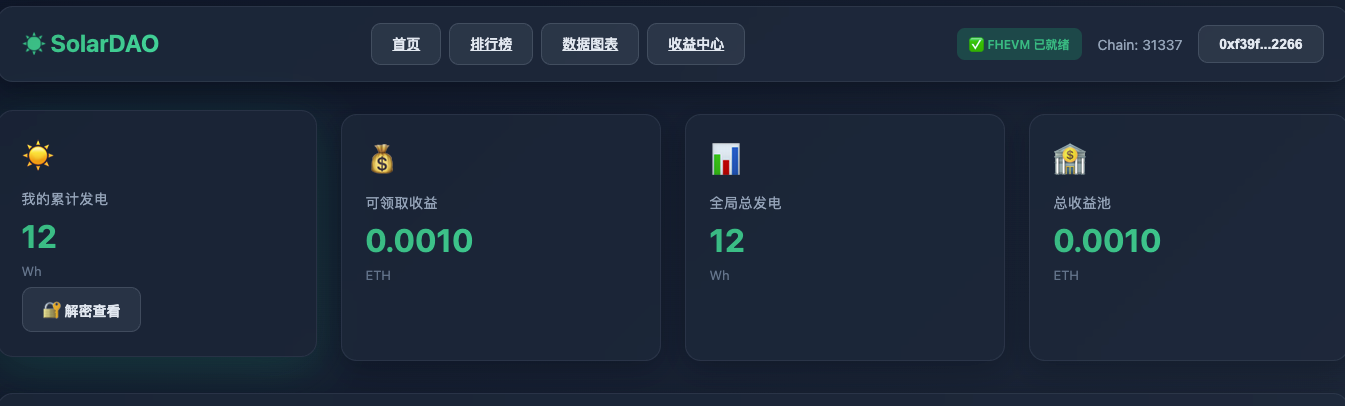 SolarDAO
首页
排行榜
数据图表
收益中心
✅ FHEVM 已就绪
Chain: 31337
0xf39f...2266
我的累计发电
12
Wh
🔐 解密查看
可领取收益
0.0010
ETH
全局总发电
12
Wh
总收益池
0.0010
ETH